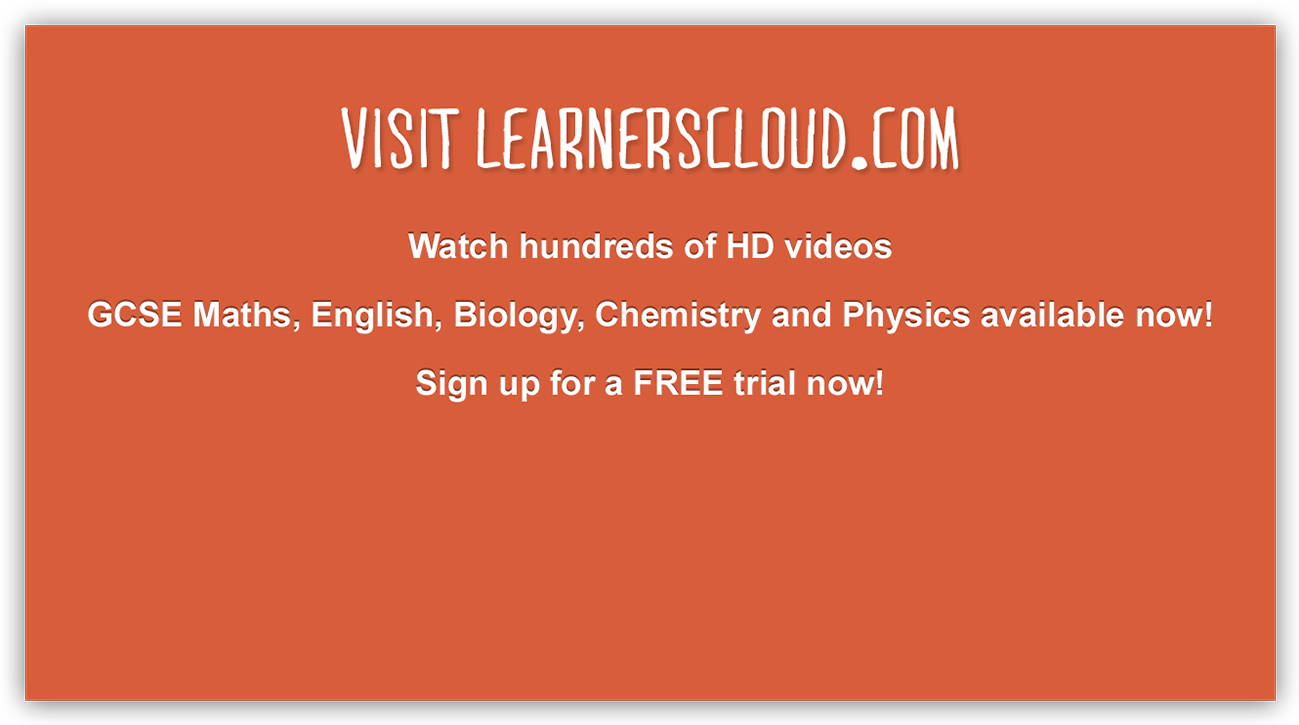 VISIT LEARNERSCLOUD.COM
Watch hundreds of HD videos
GCSE Maths, English, Biology, Chemistry and Physics available now!
Sign up for a FREE trial now!